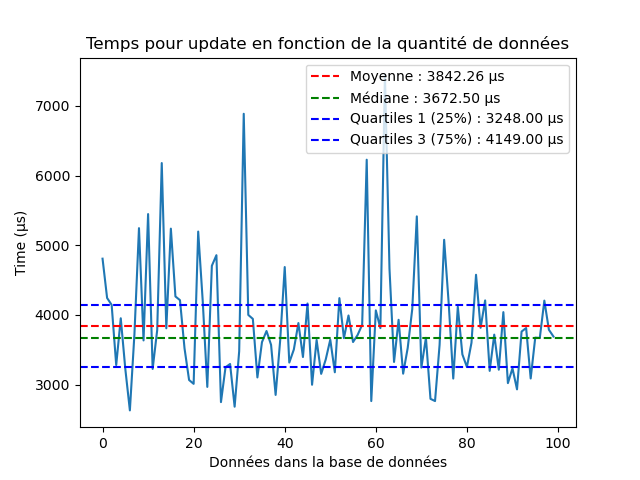 Temps pour update en fonction de la quantité de données
Moyenne : 3842.26 µs
Médiane : 3672.50 µs
Quartiles 1 (25%) : 3248.00 µs
Quartiles 3 (75%) : 4149.00 µs
Time (µs)
7000
6000
5000
4000
3000
0 20 40 60 80 100
Données dans la base de données